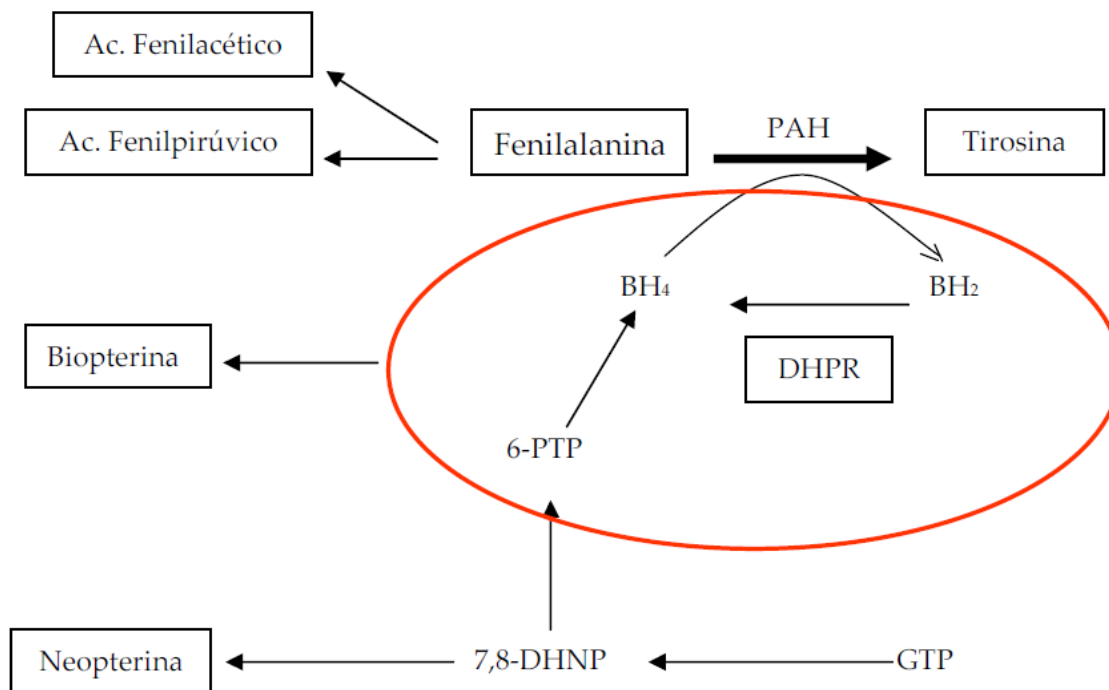 Ac. Fenilacético
Ac. Fenilpirúvico
Fenilalanina
PAH
Tirosina
BH₄
BH₂
Biopterina
DHPR
6-PTP
Neopterina
7,8-DHNP
GTP